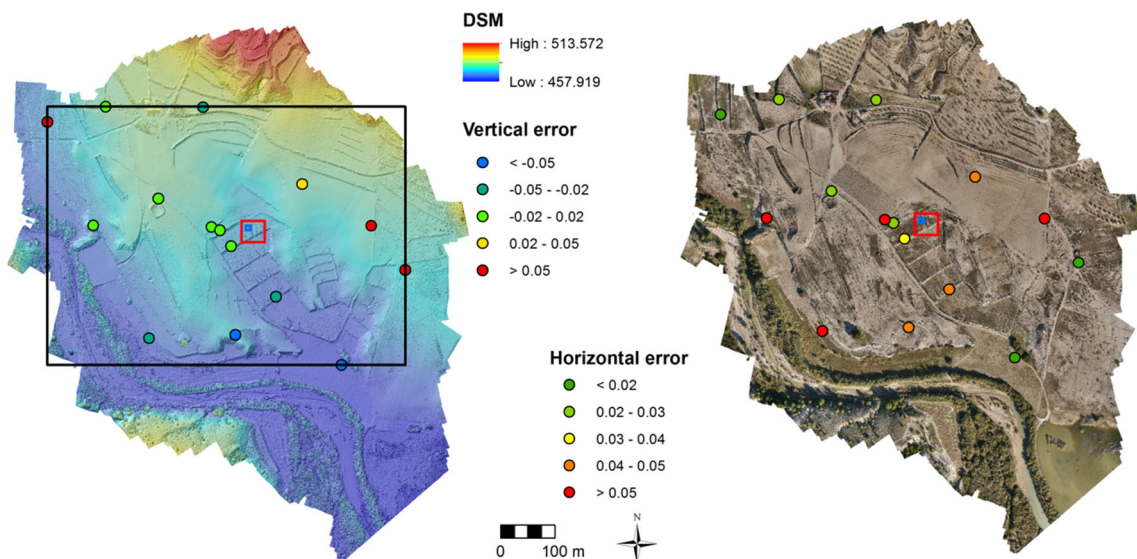 DSM
High : 513.572
Low : 457.919
Vertical error
< -0.05
-0.05 - -0.02
-0.02 - 0.02
0.02 - 0.05
> 0.05
Horizontal error
< 0.02
0.02 - 0.03
0.03 - 0.04
0.04 - 0.05
> 0.05
N
0 100 m